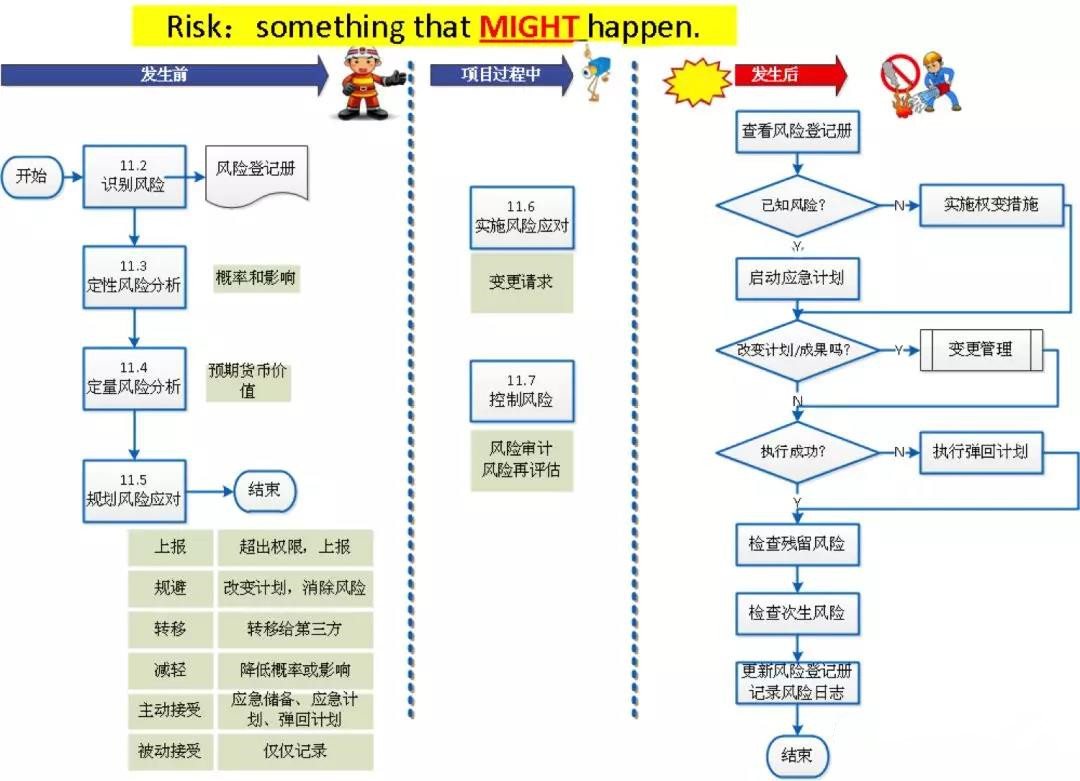 Risk：something that MIGHT happen.
发生前
开始
11.2
识别风险
风险登记册
11.3
定性风险分析
概率和影响
11.4
定量风险分析
预期货币价
值
11.5
规划风险应对
结束
上报
超出权限，上报
规避
改变计划，消除风险
转移
转移给第三方
减轻
降低概率或影响
主动接受
应急储备、应急计
划、弹回计划
被动接受
仅仅记录
项目过程中
11.6
实施风险应对
变更请求
11.7
控制风险
风险审计
风险再评估
发生后
查看风险登记册
已知风险？
N
实施权变措施
Y
启动应急计划
改变计划/成果吗？
Y
变更管理
N
执行成功？
N
执行弹回计划
Y
检查残留风险
检查次生风险
更新风险登记册
记录风险日志
结束